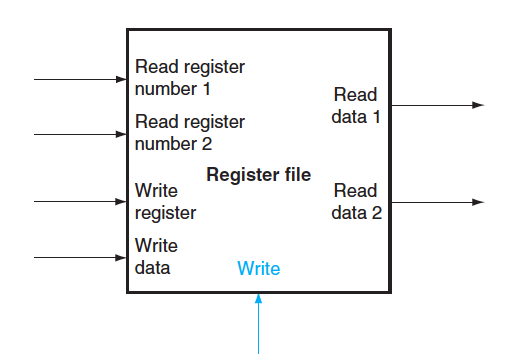 Read register
number 1
Read
data 1
Read register
number 2
Register file
Write
register
Read
data 2
Write
data
Write